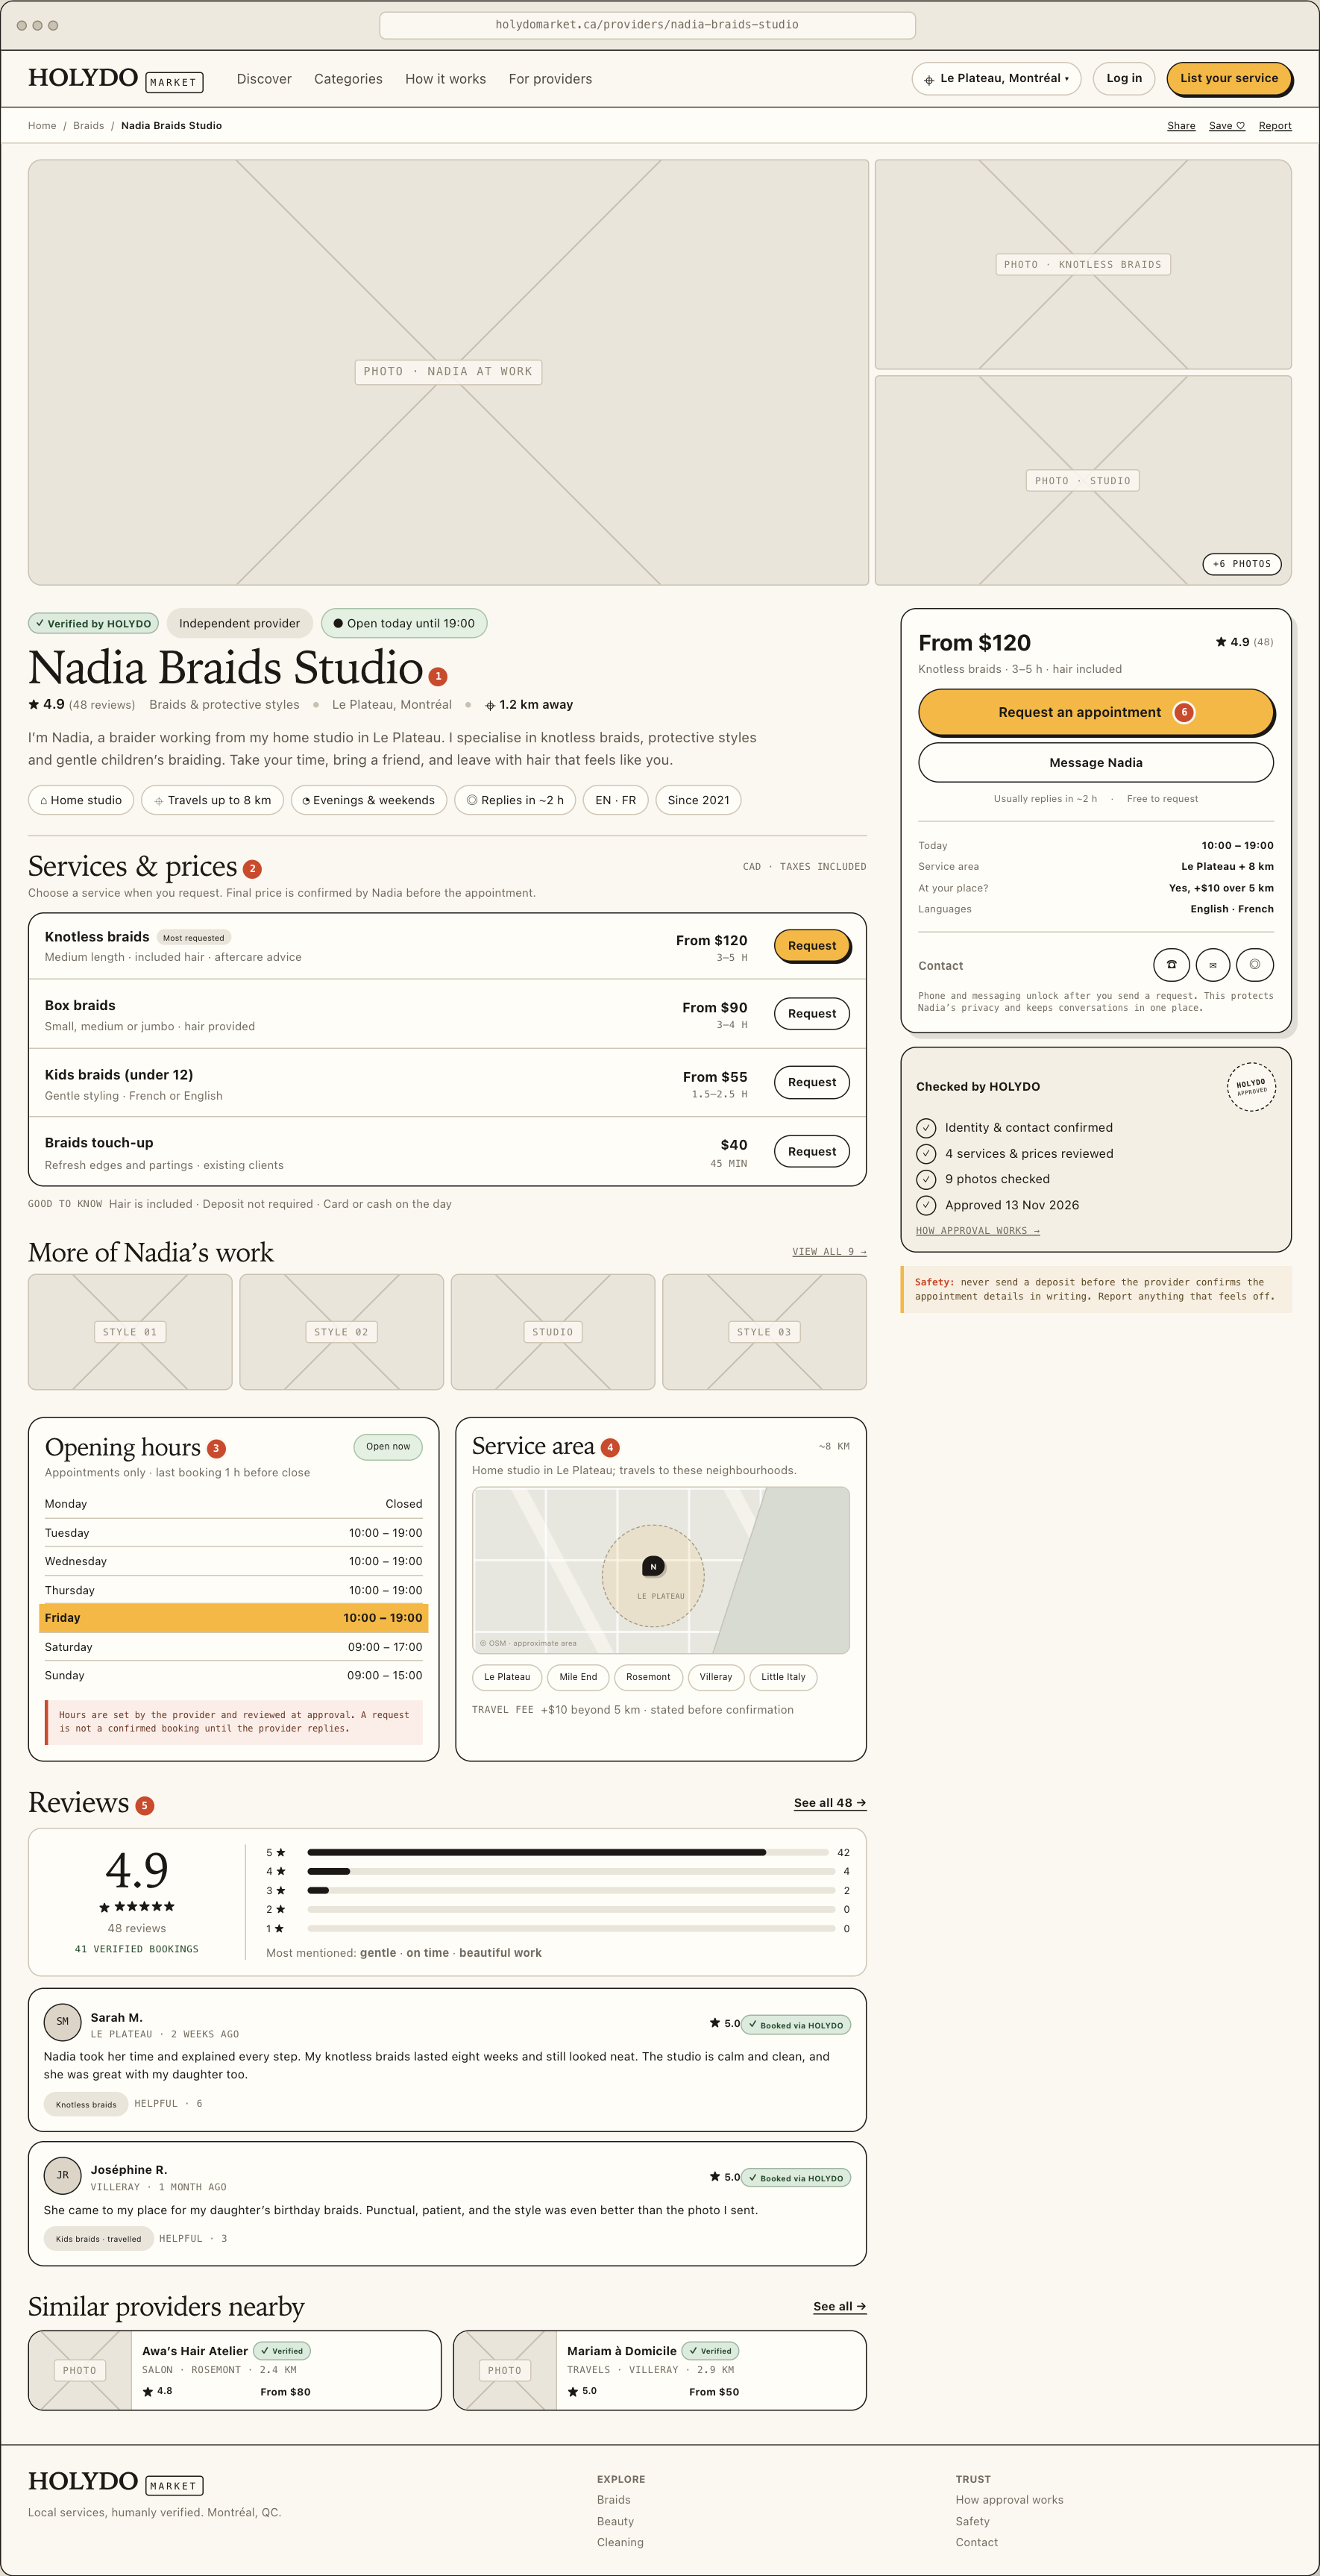 holydomarket.ca/providers/nadia-braids-studio
HOLYDO MARKET Discover Categories How it works For providers Le Plateau, Montréal ▾ Log in List your service
Home / Braids / Nadia Braids Studio Share Save ♡ Report
PHOTO · NADIA AT WORK
PHOTO · KNOTLESS BRAIDS
PHOTO · STUDIO
+6 PHOTOS
✓ Verified by HOLYDO Independent provider ● Open today until 19:00
Nadia Braids Studio 1
★ 4.9 (48 reviews) Braids & protective styles • Le Plateau, Montréal • 1.2 km away
I’m Nadia, a braider working from my home studio in Le Plateau. I specialise in knotless braids, protective styles
and gentle children’s braiding. Take your time, bring a friend, and leave with hair that feels like you.
⌂ Home studio Travels up to 8 km Evenings & weekends ◎ Replies in ~2 h EN · FR Since 2021
Services & prices 2 CAD · TAXES INCLUDED
Choose a service when you request. Final price is confirmed by Nadia before the appointment.
Knotless braids Most requested From $120 Request
Medium length · included hair · aftercare advice 3–5 H
Box braids From $90 Request
Small, medium or jumbo · hair provided 3–4 H
Kids braids (under 12) From $55 Request
Gentle styling · French or English 1.5–2.5 H
Braids touch-up $40 Request
Refresh edges and partings · existing clients 45 MIN
GOOD TO KNOW Hair is included · Deposit not required · Card or cash on the day
More of Nadia’s work VIEW ALL 9 →
STYLE 01 STYLE 02 STUDIO STYLE 03
Opening hours 3 Open now
Appointments only · last booking 1 h before close
Monday Closed
Tuesday 10:00 – 19:00
Wednesday 10:00 – 19:00
Thursday 10:00 – 19:00
Friday 10:00 – 19:00
Saturday 09:00 – 17:00
Sunday 09:00 – 15:00
Hours are set by the provider and reviewed at approval. A request
is not a confirmed booking until the provider replies.
Service area 4 ~8 KM
Home studio in Le Plateau; travels to these neighbourhoods.
N
LE PLATEAU
© OSM · approximate area
Le Plateau Mile End Rosemont Villeray Little Italy
TRAVEL FEE +$10 beyond 5 km · stated before confirmation
Reviews 5 See all 48 →
4.9
★ ★★★★★
48 reviews
41 VERIFIED BOOKINGS
5 ★ 42
4 ★ 4
3 ★ 2
2 ★ 0
1 ★ 0
Most mentioned: gentle · on time · beautiful work
SM Sarah M. ★ 5.0 ✓ Booked via HOLYDO
LE PLATEAU · 2 WEEKS AGO
Nadia took her time and explained every step. My knotless braids lasted eight weeks and still looked neat. The studio is calm and clean, and
she was great with my daughter too.
Knotless braids HELPFUL · 6
JR Joséphine R. ★ 5.0 ✓ Booked via HOLYDO
VILLERAY · 1 MONTH AGO
She came to my place for my daughter’s birthday braids. Punctual, patient, and the style was even better than the photo I sent.
Kids braids · travelled HELPFUL · 3
Similar providers nearby See all →
PHOTO
Awa’s Hair Atelier ✓ Verified
SALON · ROSEMONT · 2.4 KM
★ 4.8 From $80
PHOTO
Mariam à Domicile ✓ Verified
TRAVELS · VILLERAY · 2.9 KM
★ 5.0 From $50
From $120 ★ 4.9 (48)
Knotless braids · 3–5 h · hair included
Request an appointment 6
Message Nadia
Usually replies in ~2 h · Free to request
Today 10:00 – 19:00
Service area Le Plateau + 8 km
At your place? Yes, +$10 over 5 km
Languages English · French
Contact ☎ ✉ ◎
Phone and messaging unlock after you send a request. This protects
Nadia’s privacy and keeps conversations in one place.
Checked by HOLYDO
HOLYDO
APPROVED
✓ Identity & contact confirmed
✓ 4 services & prices reviewed
✓ 9 photos checked
✓ Approved 13 Nov 2026
HOW APPROVAL WORKS →
Safety: never send a deposit before the provider confirms the
appointment details in writing. Report anything that feels off.
HOLYDO MARKET
Local services, humanly verified. Montréal, QC.
EXPLORE
Braids
Beauty
Cleaning
TRUST
How approval works
Safety
Contact